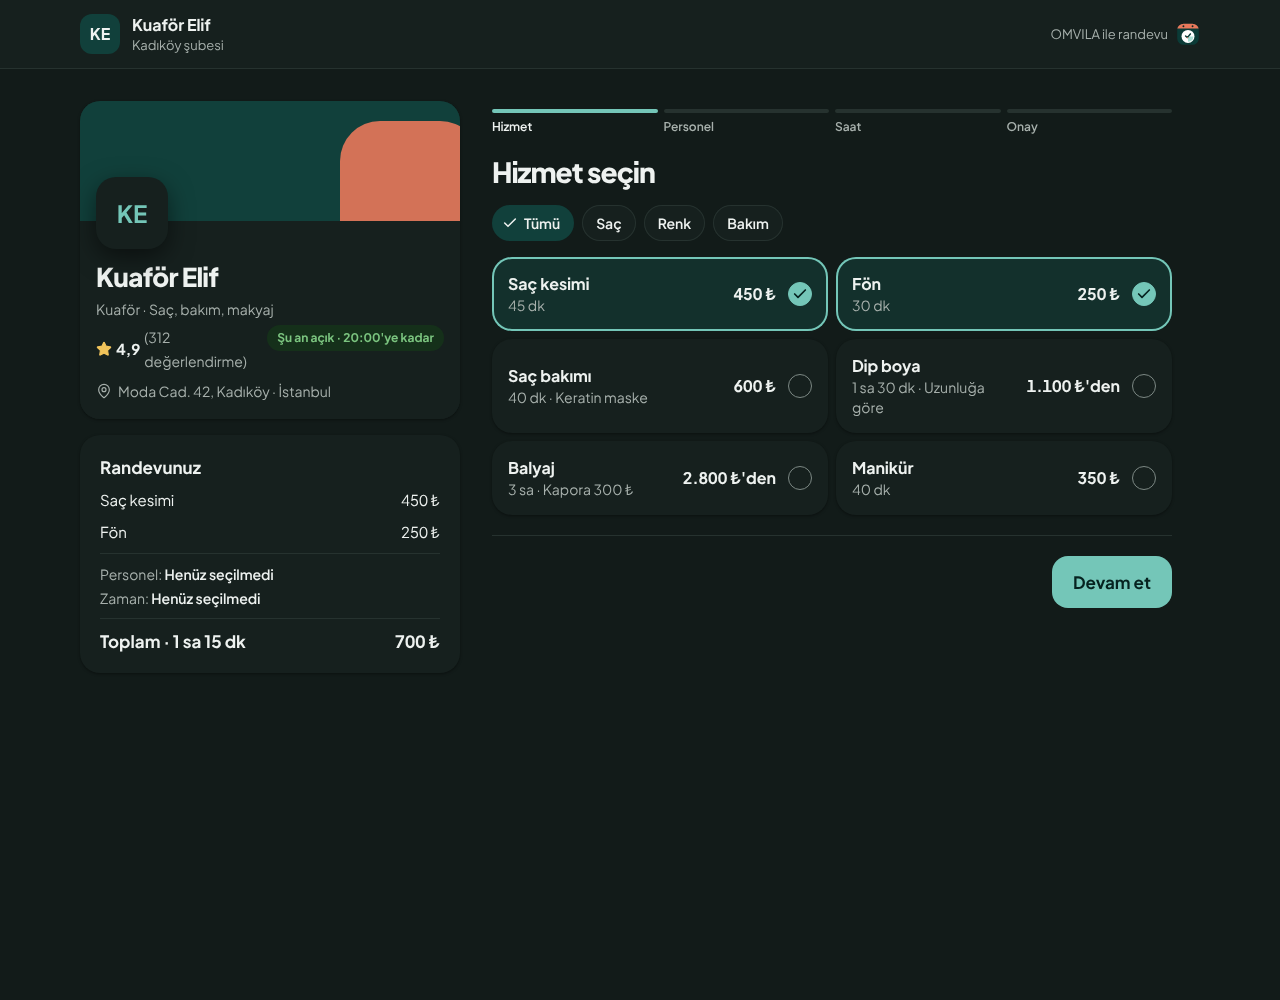 KE
Kuaför Elif
Kadıköy şubesi
OMVILA ile randevu
KE
Kuaför Elif
Kuaför · Saç, bakım, makyaj
4,9 (312 değerlendirme)
Şu an açık · 20:00'ye kadar
Moda Cad. 42, Kadıköy · İstanbul
Randevunuz
Saç kesimi 450 ₺
Fön 250 ₺
Personel: Henüz seçilmedi
Zaman: Henüz seçilmedi
Toplam · 1 sa 15 dk 700 ₺
Hizmet
Personel
Saat
Onay
Hizmet seçin
Tümü
Saç
Renk
Bakım
Saç kesimi
45 dk
450 ₺
Fön
30 dk
250 ₺
Saç bakımı
40 dk · Keratin maske
600 ₺
Dip boya
1 sa 30 dk · Uzunluğa
göre
1.100 ₺'den
Balyaj
3 sa · Kapora 300 ₺
2.800 ₺'den
Manikür
40 dk
350 ₺
Devam et